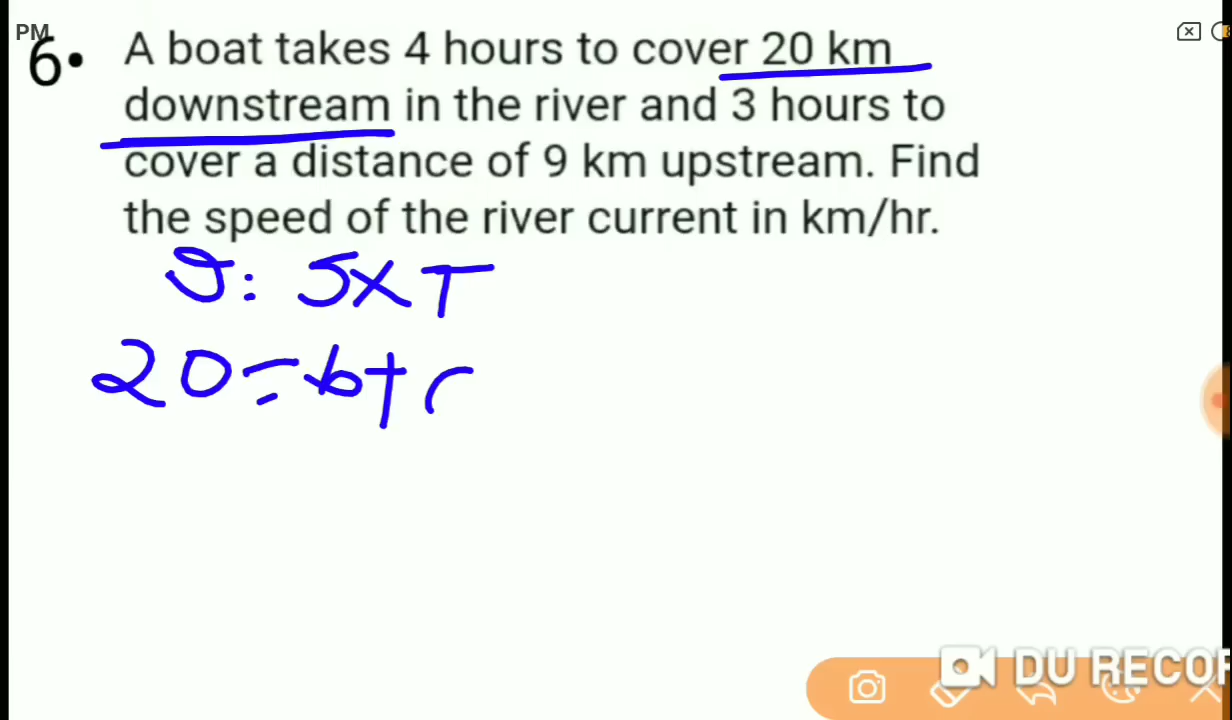 PM
6. A boat takes 4 hours to cover 20 km
downstream in the river and 3 hours to
cover a distance of 9 km upstream. Find
the speed of the river current in km/hr.
S×T
20=b+
DU RECOR